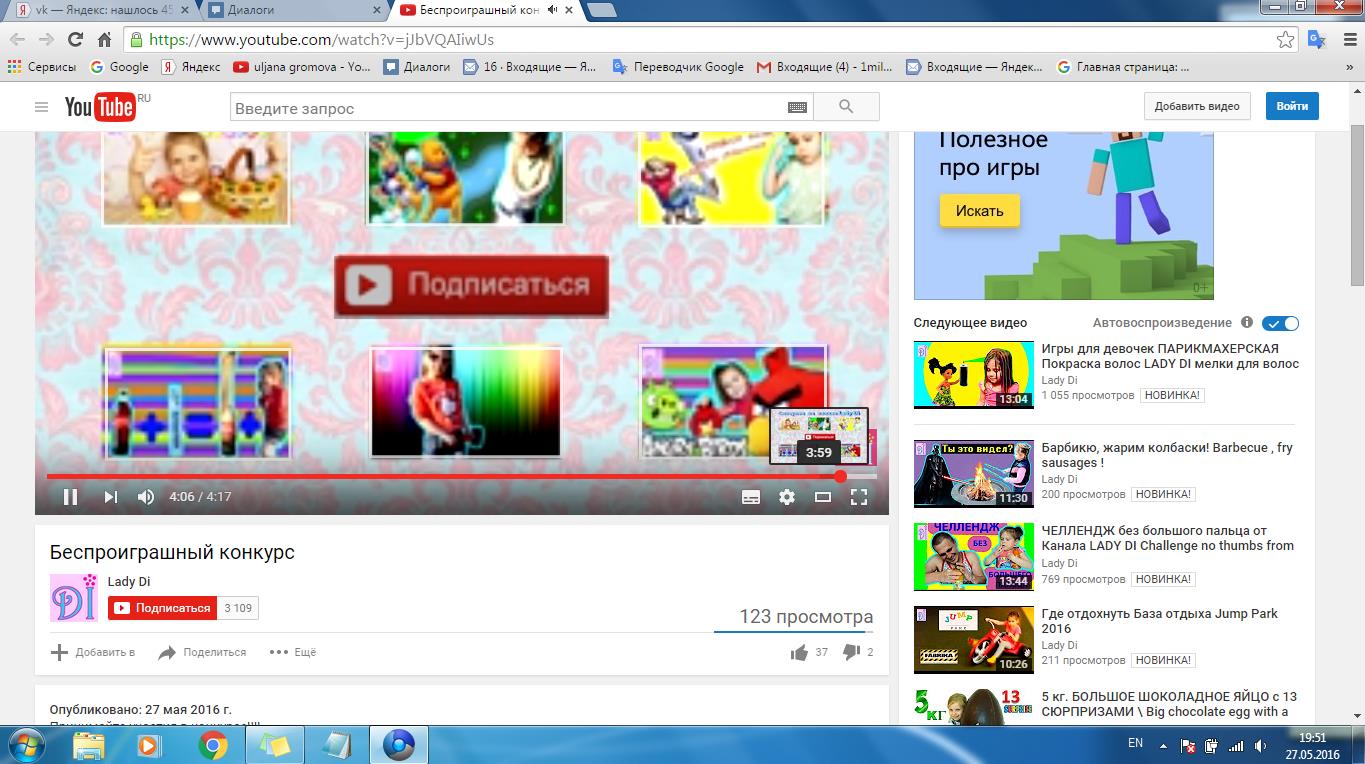 vk — Яндекс: нашлось 45
Диалоги
Беспроиграшный кон
https://www.youtube.com/watch?v=jJbVQAIiwUs
Сервисы
Google
Яндекс
uljana gromova - Yo...
Диалоги
16 · Входящие — Я...
Переводчик Google
Входящие (4) - 1mil...
Входящие — Яндек...
Главная страница: ...
»
YouTube RU
Введите запрос
Добавить видео
Войти
Полезное
про игры
Искать
0+
Подписаться
3:59
4:06 / 4:17
Беспроиграшный конкурс
DI
Lady Di
Подписаться 3 109
123 просмотра
Добавить в
Поделиться
Ещё
37
2
Опубликовано: 27 мая 2016 г.
Следующее видео
Автовоспроизведение
13:04
Игры для девочек ПАРИКМАХЕРСКАЯ
Покраска волос LADY DI мелки для волос
Lady Di
1 055 просмотров НОВИНКА!
Ты это видел?
11:30
Барбикю, жарим колбаски! Barbecue , fry
sausages !
Lady Di
200 просмотров НОВИНКА!
ЧЕЛЛЕНДЖ
БЕЗ
БОЛЬШОГО
13:44
ЧЕЛЛЕНДЖ без большого пальца от
Канала LADY DI Challenge no thumbs from
Lady Di
769 просмотров НОВИНКА!
JUMP
PARK
FABRIKA
10:26
Где отдохнуть База отдыха Jump Park
2016
Lady Di
211 просмотров НОВИНКА!
5 КГ
13
5 кг. БОЛЬШОЕ ШОКОЛАДНОЕ ЯЙЦО с 13
СЮРПРИЗАМИ \ Big chocolate egg with a
EN
19:51
27.05.2016